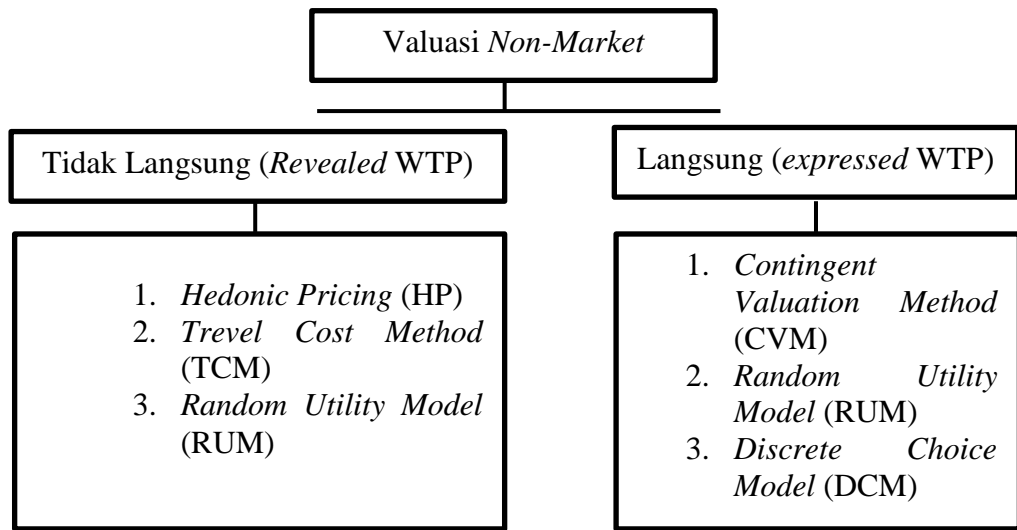 Valuasi Non-Market
Tidak Langsung (Revealed WTP)
Langsung (expressed WTP)
1. Hedonic Pricing (HP)
2. Trevel Cost Method
(TCM)
3. Random Utility Model
(RUM)
1. Contingent
Valuation Method
(CVM)
2. Random Utility
Model (RUM)
3. Discrete Choice
Model (DCM)